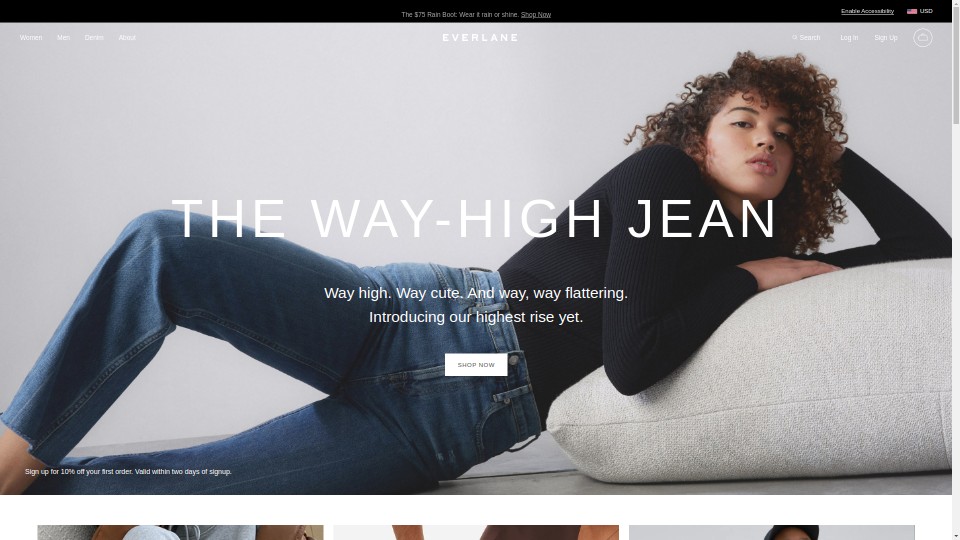 The $75 Rain Boot: Wear it rain or shine. Shop Now
Enable Accessibility
USD
Women Men Denim About
EVERLANE
Search Log In Sign Up
THE WAY-HIGH JEAN
Way high. Way cute. And way, way flattering.
Introducing our highest rise yet.
SHOP NOW
Sign up for 10% off your first order. Valid within two days of signup.